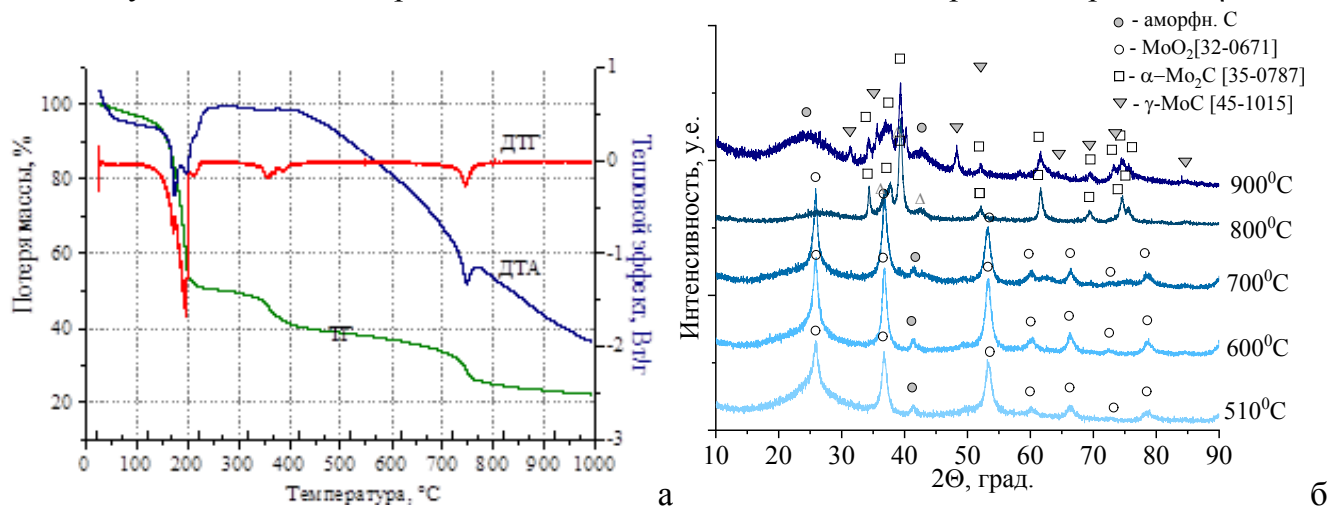 - аморфн. C
- MoO₂[32-0671]
- α–Mo₂C [35-0787]
- γ-MoC [45-1015]
Потеря массы, %
100
80
60
40
20
ДТГ
ДТА
ТГ
1
0
-1
-2
-3
Тепловой эффект, Вт/г
0 100 200 300 400 500 600 700 800 900 1000
Температура, °C
а
Интенсивность, у.е.
900⁰C
800⁰C
700⁰C
600⁰C
510⁰C
10 20 30 40 50 60 70 80 90
2Θ, град.
б